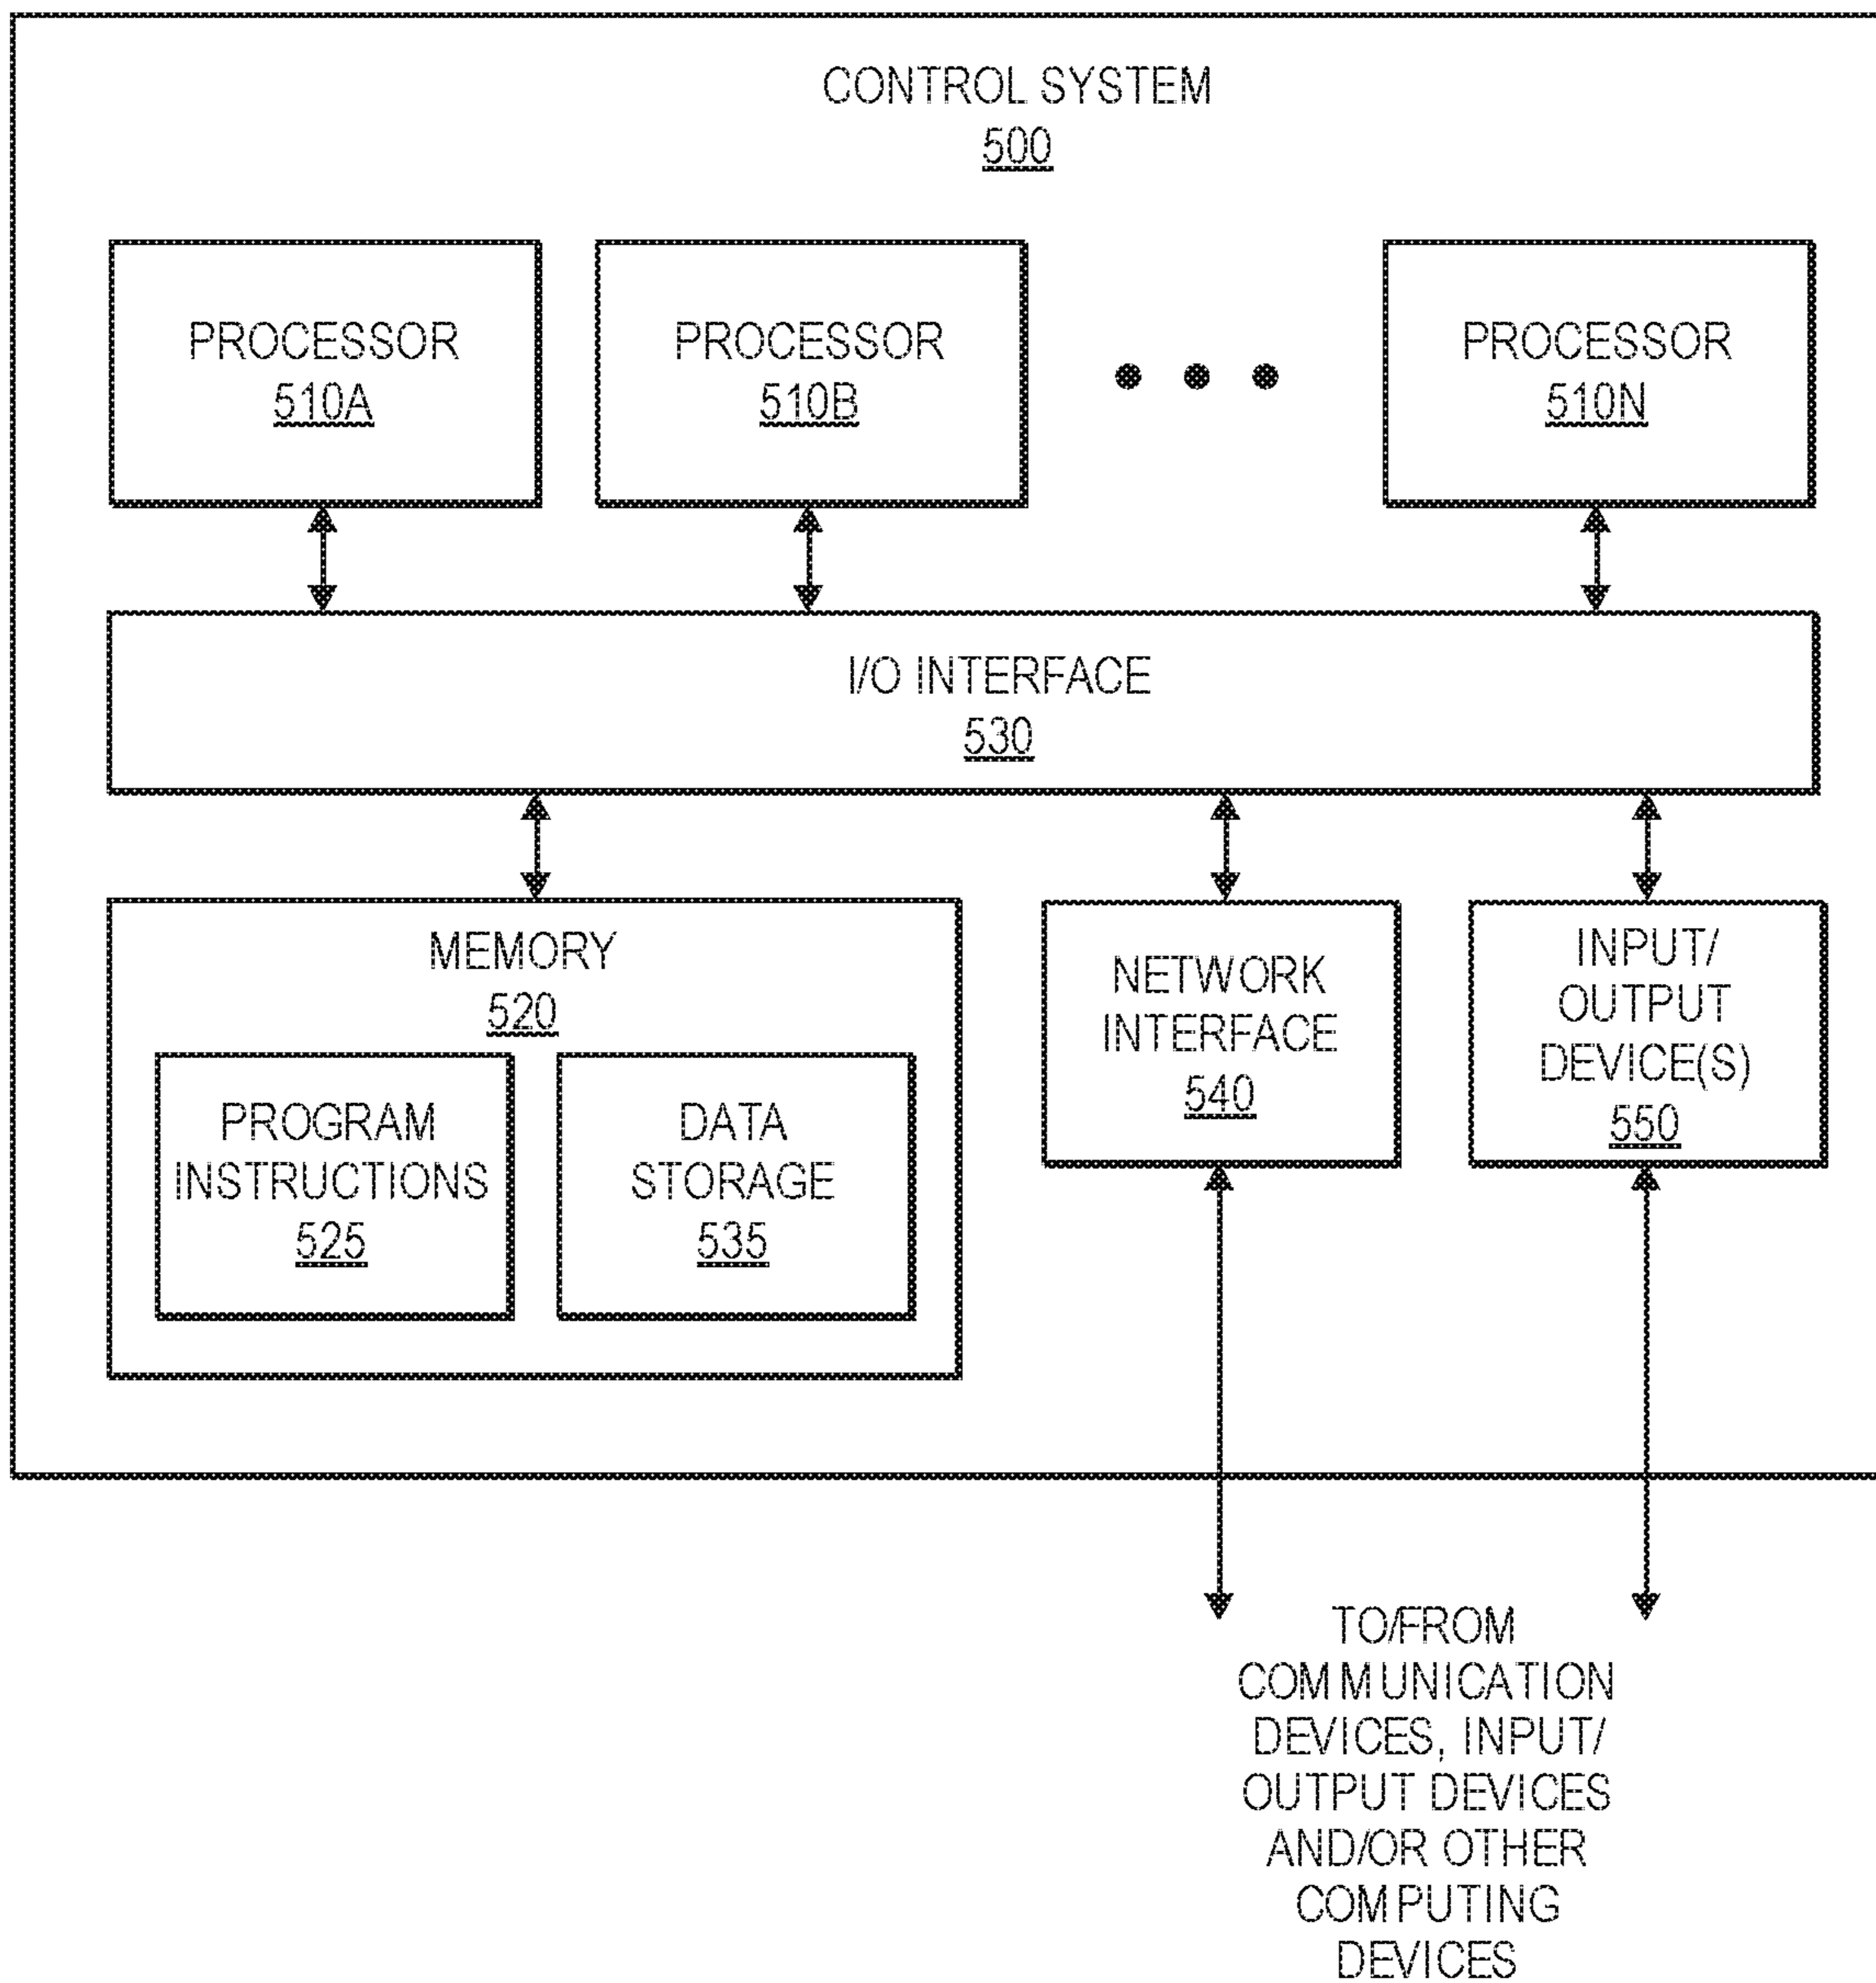 CONTROL SYSTEM
500
PROCESSOR
510A
PROCESSOR
510B
PROCESSOR
510N
I/O INTERFACE
530
MEMORY
520
PROGRAM
INSTRUCTIONS
525
DATA
STORAGE
535
NETWORK
INTERFACE
540
INPUT/
OUTPUT
DEVICE(S)
550
TO/FROM
COMMUNICATION
DEVICES, INPUT/
OUTPUT DEVICES
AND/OR OTHER
COMPUTING
DEVICES